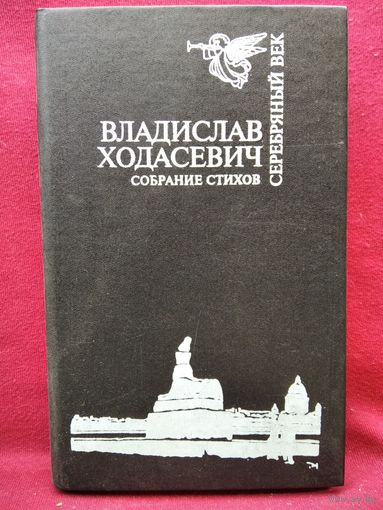 ВЛАДИСЛАВ
ХОДАСЕВИЧ
СОБРАНИЕ СТИХОВ
СЕРЕБРЯНЫЙ ВЕК